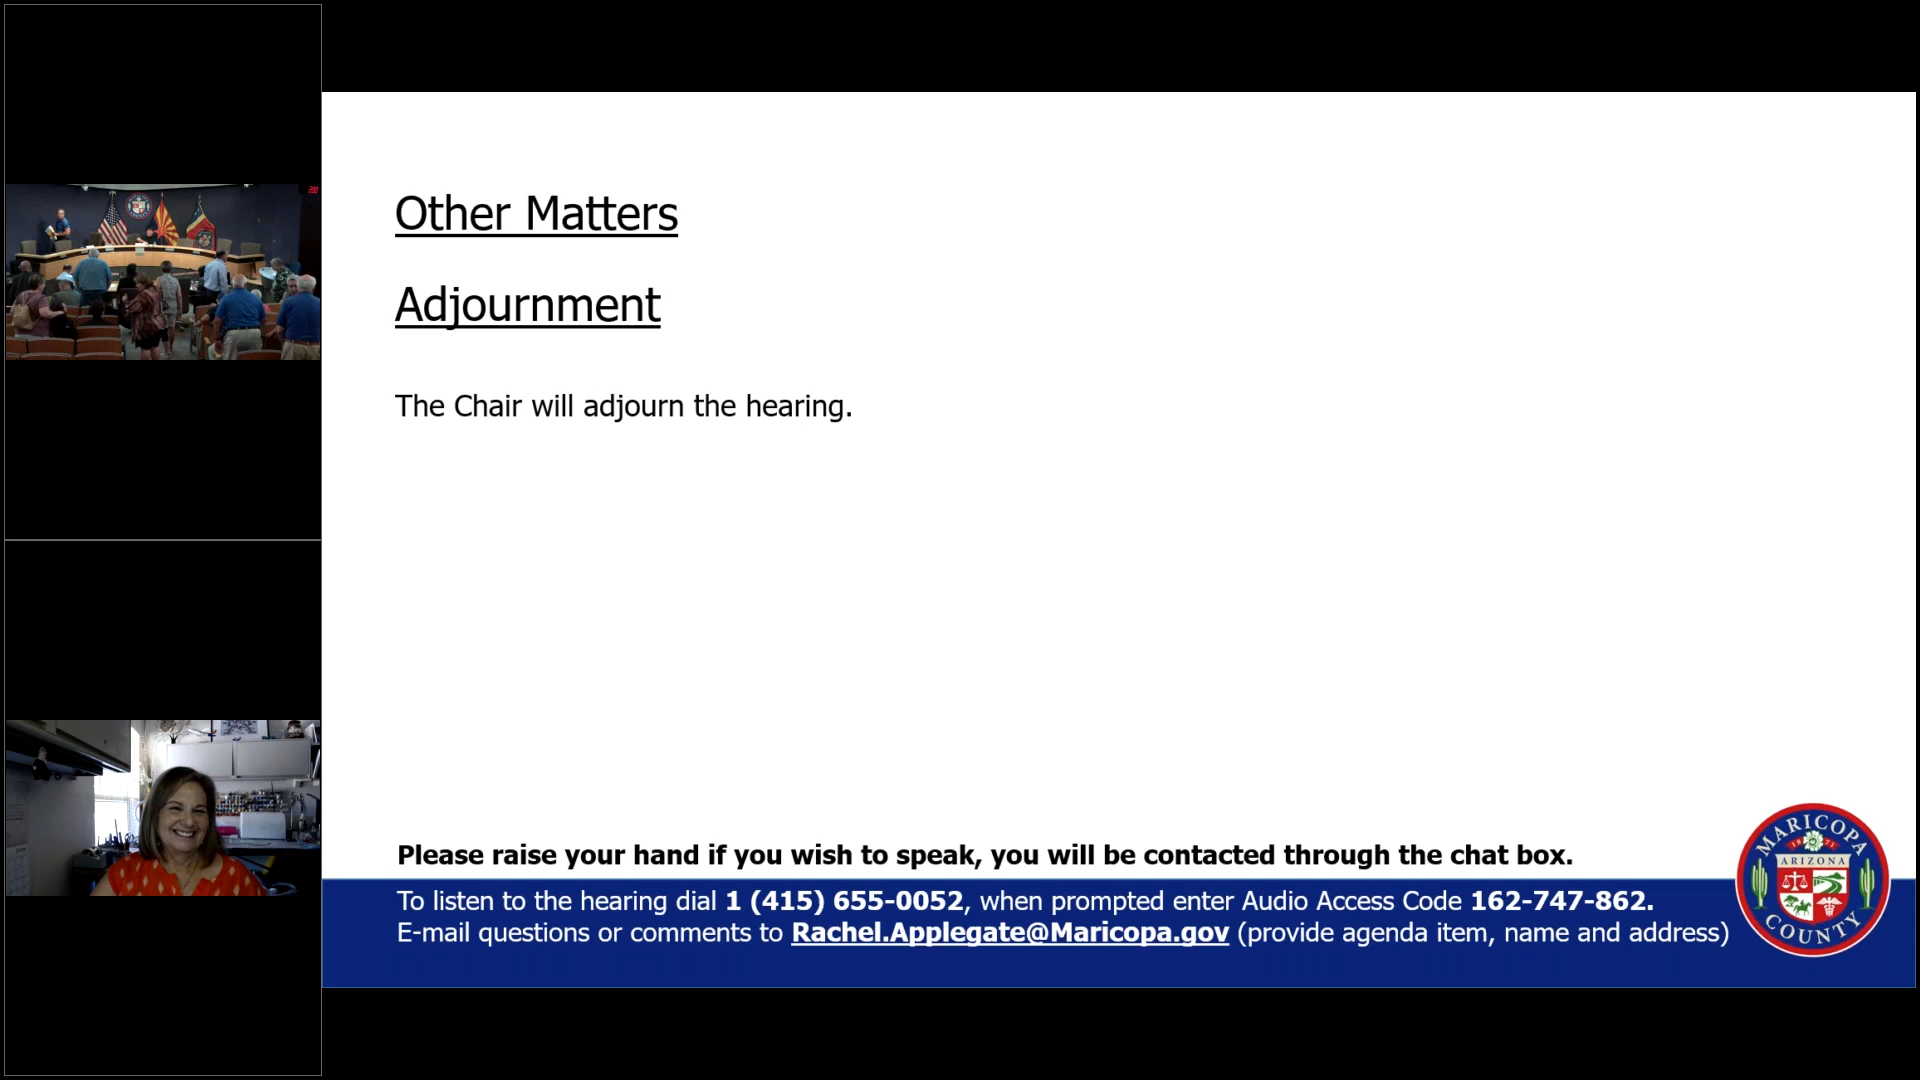 Other Matters
Adjournment
The Chair will adjourn the hearing.
Please raise your hand if you wish to speak, you will be contacted through the chat box.
To listen to the hearing dial 1 (415) 655-0052, when prompted enter Audio Access Code 162-747-862.
E-mail questions or comments to Rachel.Applegate@Maricopa.gov (provide agenda item, name and address)
MARICOPA
1871
ARIZONA
COUNTY